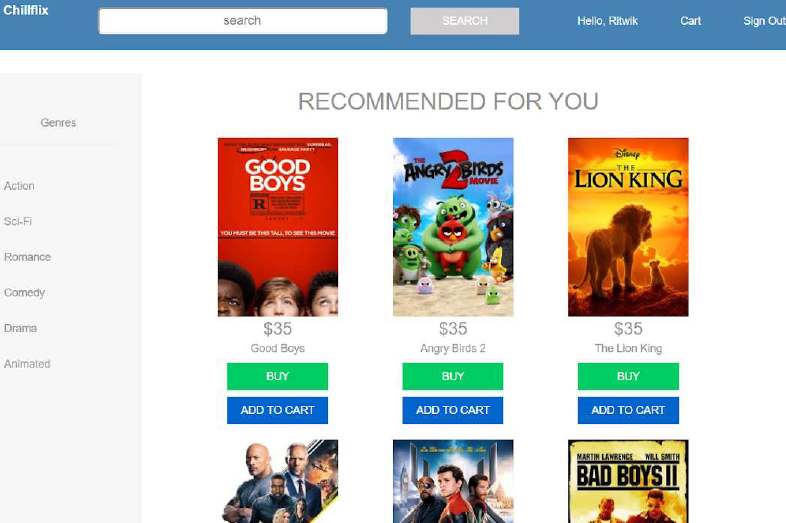 Chillflix
search
SEARCH
Hello, Ritwik
Cart
Sign Out
Genres
Action
Sci-Fi
Romance
Comedy
Drama
Animated
RECOMMENDED FOR YOU
GOOD
BOYS
R
YOU MUST BE THIS TALL TO SEE THIS MOVIE
$35
Good Boys
BUY
ADD TO CART
THE
ANGRY BIRDS
2
MOVIE
$35
Angry Birds 2
BUY
ADD TO CART
Disney
THE
LION KING
$35
The Lion King
BUY
ADD TO CART
MARTIN LAWRENCE WILL SMITH
BAD BOYS II